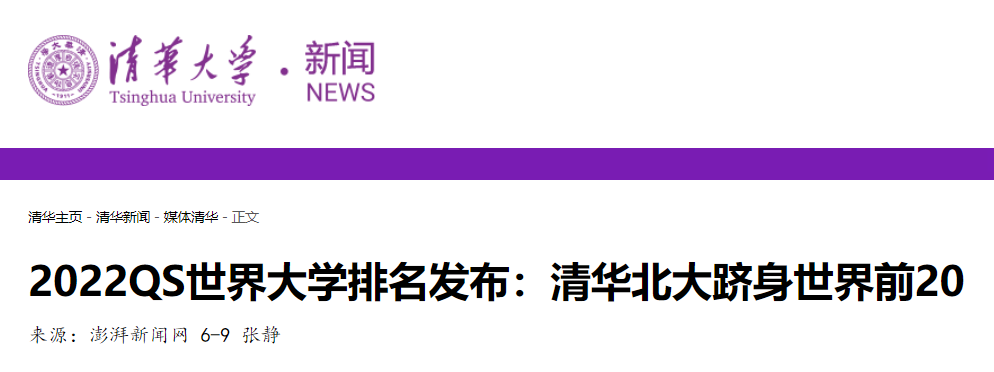 清華大学 · 新闻
Tsinghua University NEWS
清华主页 - 清华新闻 - 媒体清华 - 正文
2022QS世界大学排名发布：清华北大跻身世界前20
来源：澎湃新闻网 6-9 张静